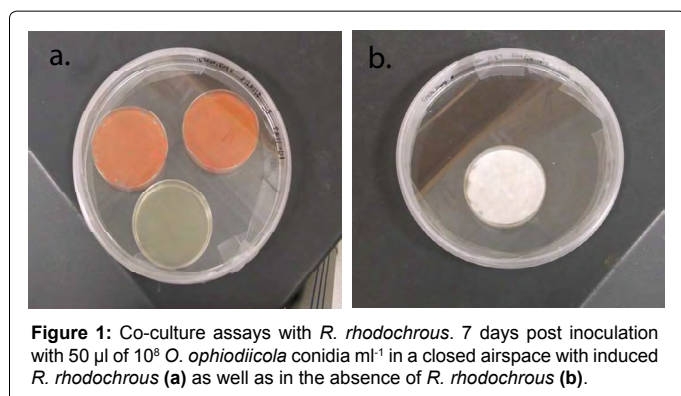 a.
b.
Figure 1: Co-culture assays with R. rhodochrous. 7 days post inoculation
with 50 µl of 10⁸ O. ophiodiicola conidia ml⁻¹ in a closed airspace with induced
R. rhodochrous (a) as well as in the absence of R. rhodochrous (b).